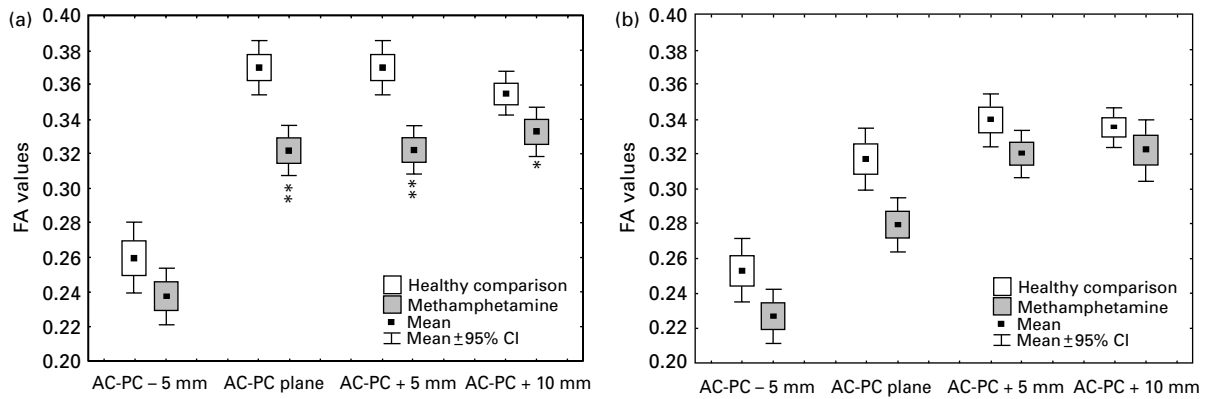 (a)
0.40
0.38
0.36
0.34
0.32
0.30
0.28
0.26
0.24
0.22
0.20
FA values
**
**
*
Healthy comparison
Methamphetamine
Mean
Mean ±95% CI
AC-PC – 5 mm AC-PC plane AC-PC + 5 mm AC-PC + 10 mm
(b)
0.40
0.38
0.36
0.34
0.32
0.30
0.28
0.26
0.24
0.22
0.20
FA values
Healthy comparison
Methamphetamine
Mean
Mean ±95% CI
AC-PC – 5 mm AC-PC plane AC-PC + 5 mm AC-PC + 10 mm